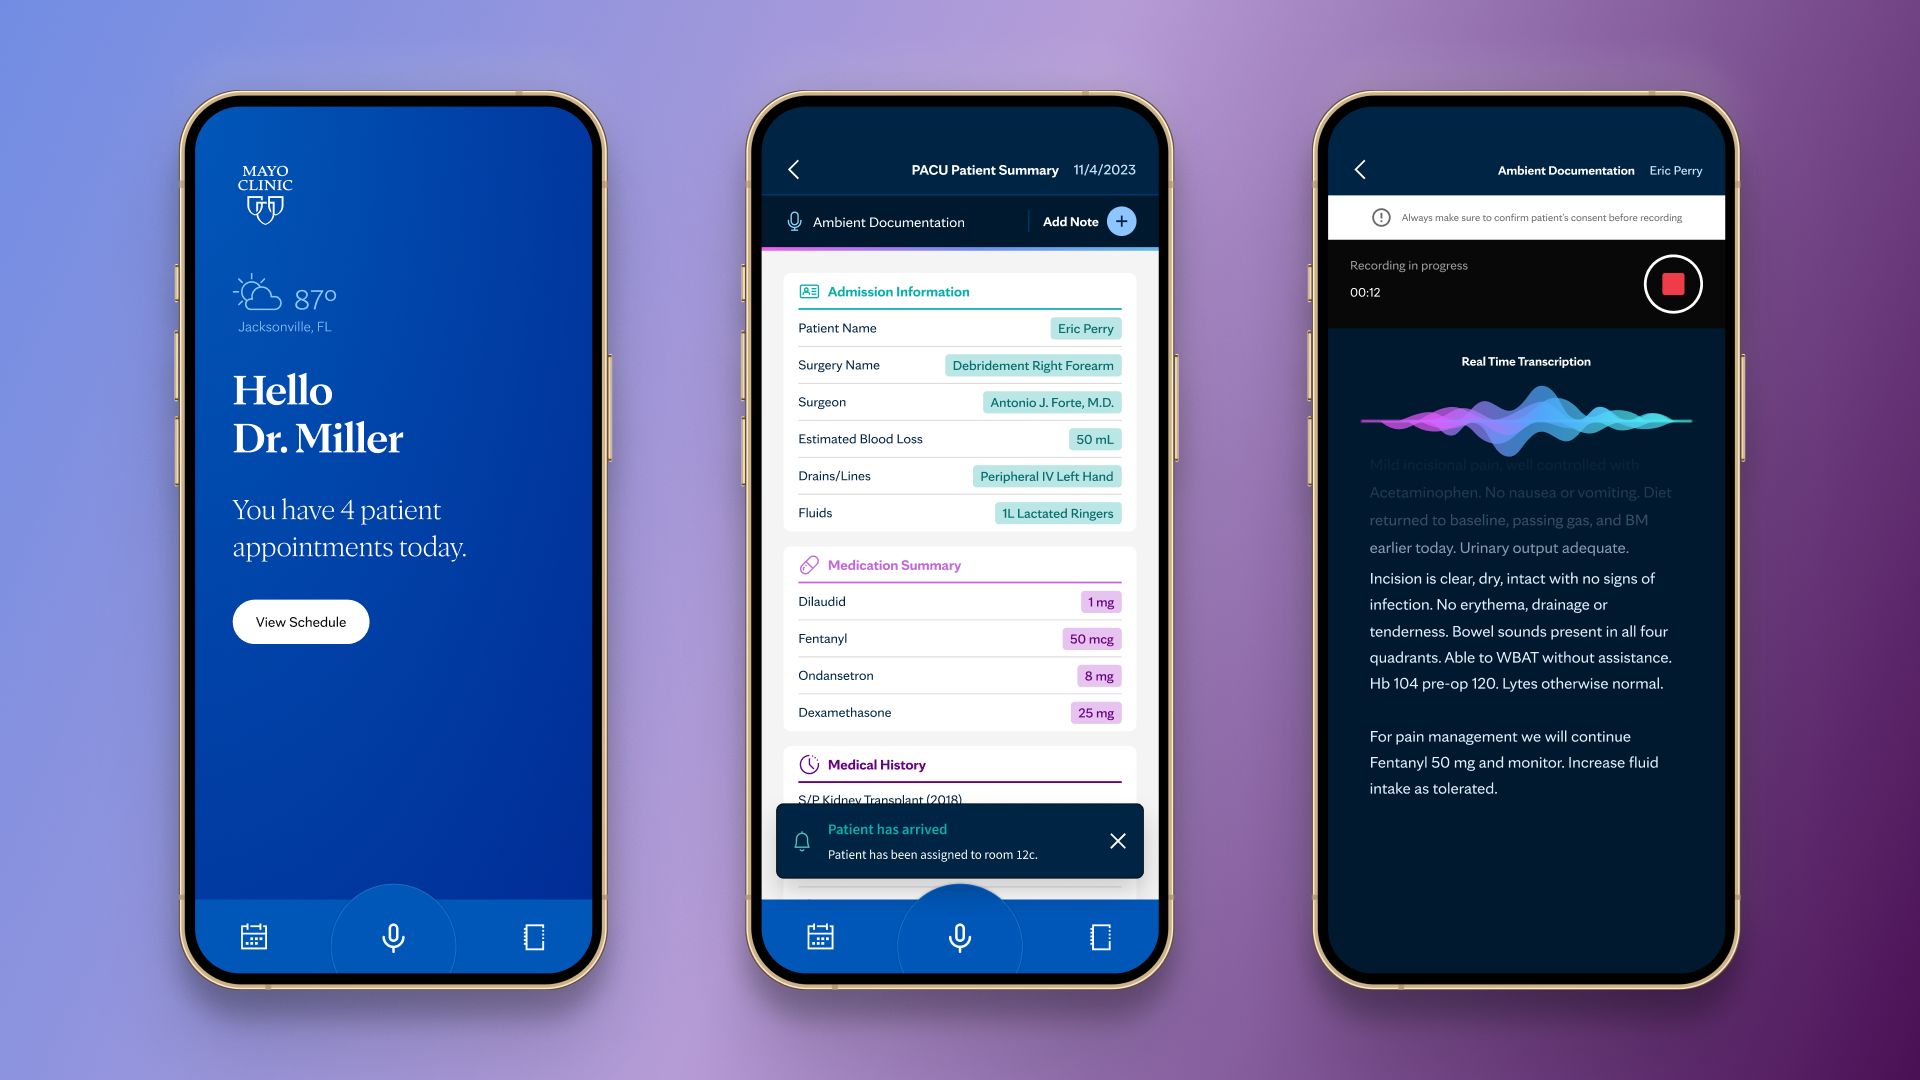 MAYO
CLINIC
87°
Jacksonville, FL
Hello
Dr. Miller
You have 4 patient
appointments today.
View Schedule
PACU Patient Summary 11/4/2023
Ambient Documentation Add Note
Admission Information
Patient Name Eric Perry
Surgery Name Debridement Right Forearm
Surgeon Antonio J. Forte, M.D.
Estimated Blood Loss 50 mL
Drains/Lines Peripheral IV Left Hand
Fluids 1L Lactated Ringers
Medication Summary
Dilaudid 1 mg
Fentanyl 50 mcg
Ondansetron 8 mg
Dexamethasone 25 mg
Medical History
S/P Kidney Transplant (2018)
Patient has arrived
Patient has been assigned to room 12c.
Ambient Documentation Eric Perry
Always make sure to confirm patient's consent before recording
Recording in progress
00:12
Real Time Transcription
Mild incisional pain, well controlled with
Acetaminophen. No nausea or vomiting. Diet
returned to baseline, passing gas, and BM
earlier today. Urinary output adequate.
Incision is clear, dry, intact with no signs of
infection. No erythema, drainage or
tenderness. Bowel sounds present in all four
quadrants. Able to WBAT without assistance.
Hb 104 pre-op 120. Lytes otherwise normal.
For pain management we will continue
Fentanyl 50 mg and monitor. Increase fluid
intake as tolerated.